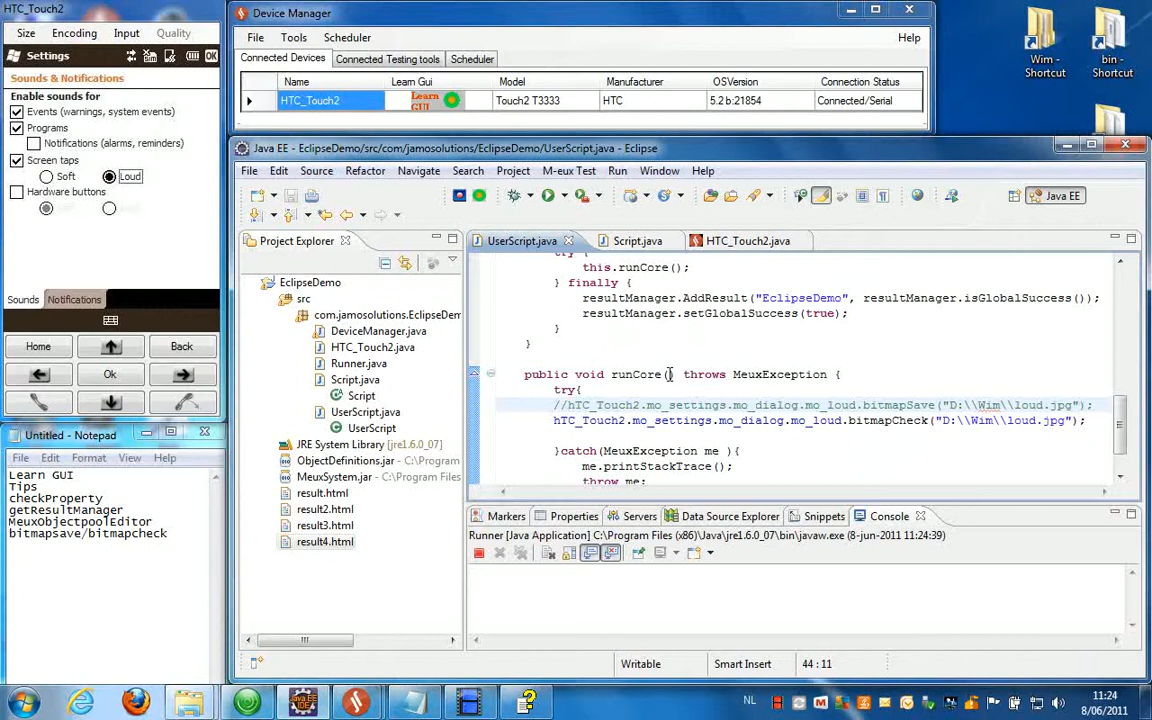 HTC_Touch2
Size Encoding Input Quality
Settings OK
Sounds & Notifications
Enable sounds for
Events (warnings, system events)
Programs
Notifications (alarms, reminders)
Screen taps
Soft Loud
Hardware buttons
Sounds Notifications
Home Back
Ok
Untitled - Notepad
File Edit Format View Help
Learn GUI
Tips
checkProperty
getResultManager
MeuxObjectpoolEditor
bitmapsave/bitmapcheck
Device Manager
File Tools Scheduler Help
Connected Devices Connected Testing tools Scheduler
Name Learn Gui Model Manufacturer OSVersion Connection Status
HTC_Touch2 Learn GUI Touch2 T3333 HTC 5.2 b:21854 Connected/Serial
Wim - Shortcut
bin - Shortcut
Java EE - EclipseDemo/src/com/jamosolutions/EclipseDemo/UserScript.java - Eclipse
File Edit Source Refactor Navigate Search Project M-eux Test Run Window Help
Java EE
Project Explorer
EclipseDemo
src
com.jamosolutions.EclipseDem
DeviceManager.java
HTC_Touch2.java
Runner.java
Script.java
Script
UserScript.java
UserScript
JRE System Library [jre1.6.0_07]
ObjectDefinitions.jar - C:\Program
MeuxSystem.jar - C:\Program Files
result.html
result2.html
result3.html
result4.html
UserScript.java Script.java HTC_Touch2.java
try {
this.runCore();
} finally {
resultManager.AddResult("EclipseDemo", resultManager.isGlobalSuccess());
resultManager.setGlobalSuccess(true);
}
}
public void runCore() throws MeuxException {
try{
//hTC_Touch2.mo_settings.mo_dialog.mo_loud.bitmapSave("D:\\Wim\\loud.jpg");
hTC_Touch2.mo_settings.mo_dialog.mo_loud.bitmapCheck("D:\\Wim\\loud.jpg");
}catch(MeuxException me ){
me.printStackTrace();
throw me;
Markers Properties Servers Data Source Explorer Snippets Console
Runner [Java Application] C:\Program Files (x86)\Java\jre1.6.0_07\bin\javaw.exe (8-jun-2011 11:24:39)
Writable Smart Insert 44 : 11
NL
11:24
8/06/2011